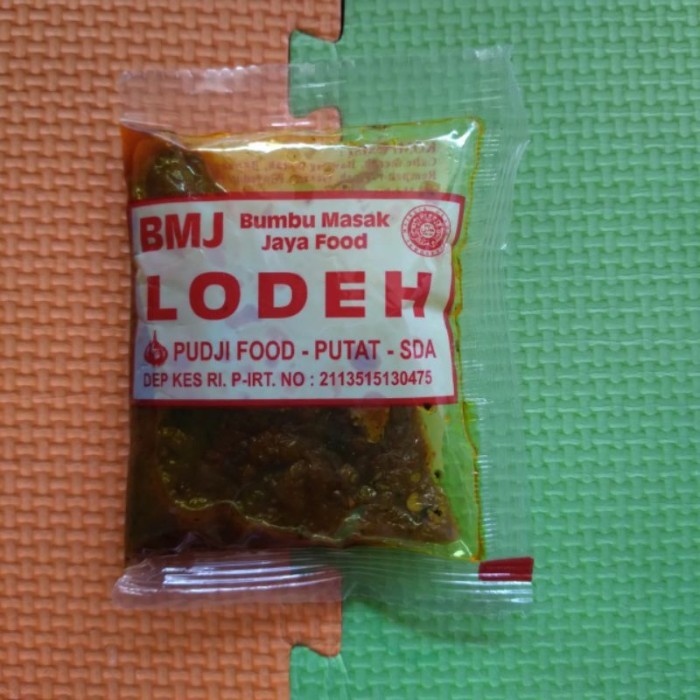 BMJ Bumbu Masak
Jaya Food
LODEH
PUDJI FOOD - PUTAT - SDA
DEP KES RI. P-IRT. NO : 2113515130475